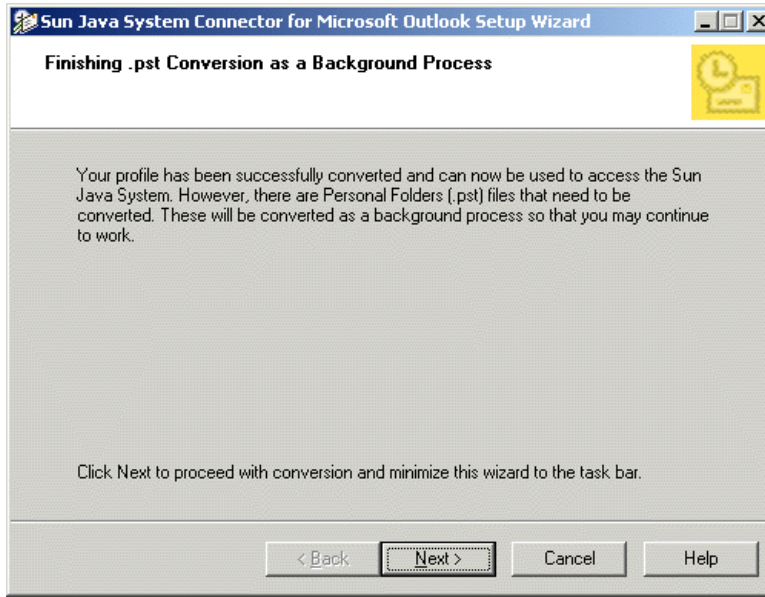 Sun Java System Connector for Microsoft Outlook Setup Wizard
Finishing .pst Conversion as a Background Process
Your profile has been successfully converted and can now be used to access the Sun
Java System. However, there are Personal Folders (.pst) files that need to be
converted. These will be converted as a background process so that you may continue
to work.
Click Next to proceed with conversion and minimize this wizard to the task bar.
< Back Next > Cancel Help